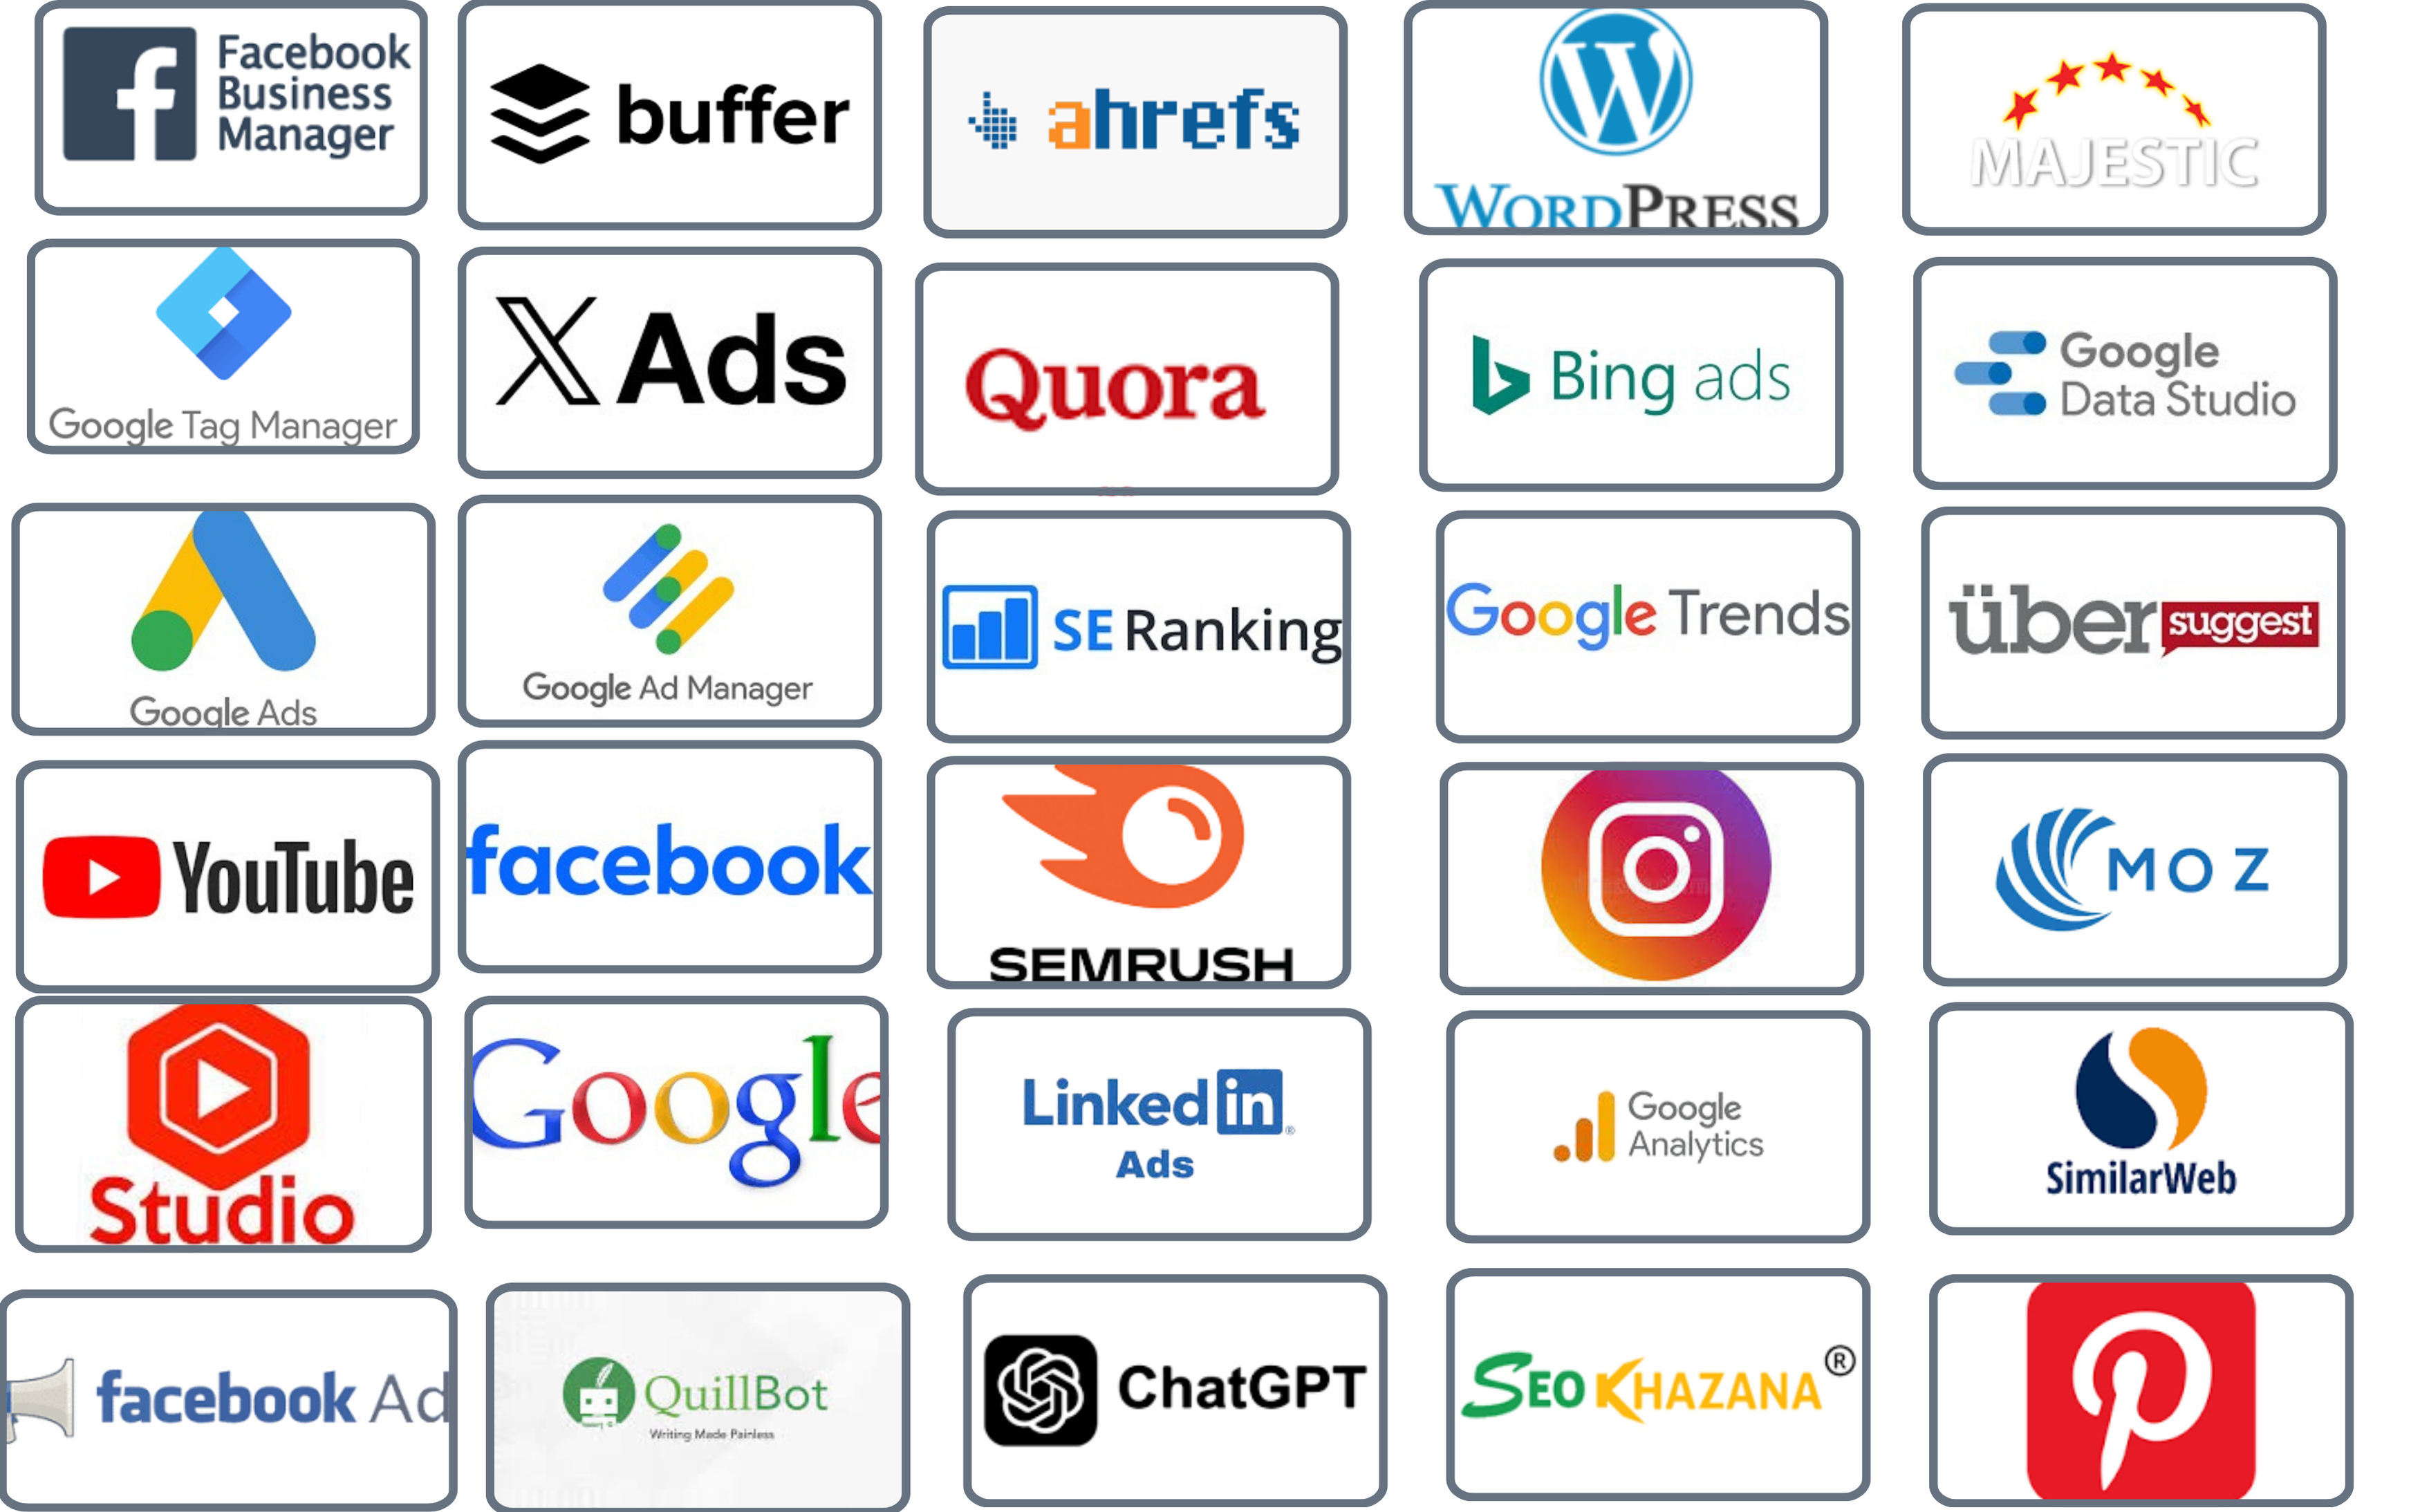 Facebook
Business
Manager
buffer
ahrefs
WORDPRESS
MAJESTIC
Google Tag Manager
X Ads
Quora
Bing ads
Google
Data Studio
Google Ads
Google Ad Manager
SE Ranking
Google Trends
über suggest
YouTube
facebook
SEMRUSH
MOZ
Studio
Google
Linked in ®
Ads
Google
Analytics
SimilarWeb
facebook Ad
QuillBot
Writing Made Painless
ChatGPT
SEO KHAZANA ®